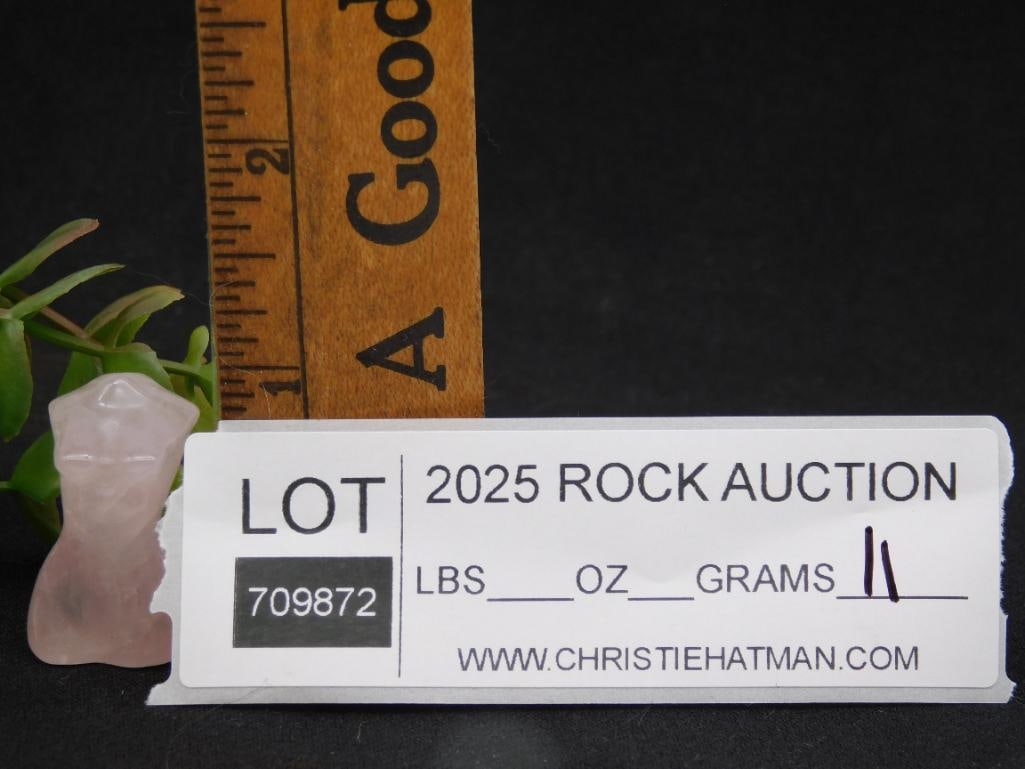 A Good
2
1
LOT
709872
2025 ROCK AUCTION
LBS____OZ___GRAMS 11
WWW.CHRISTIEHATMAN.COM